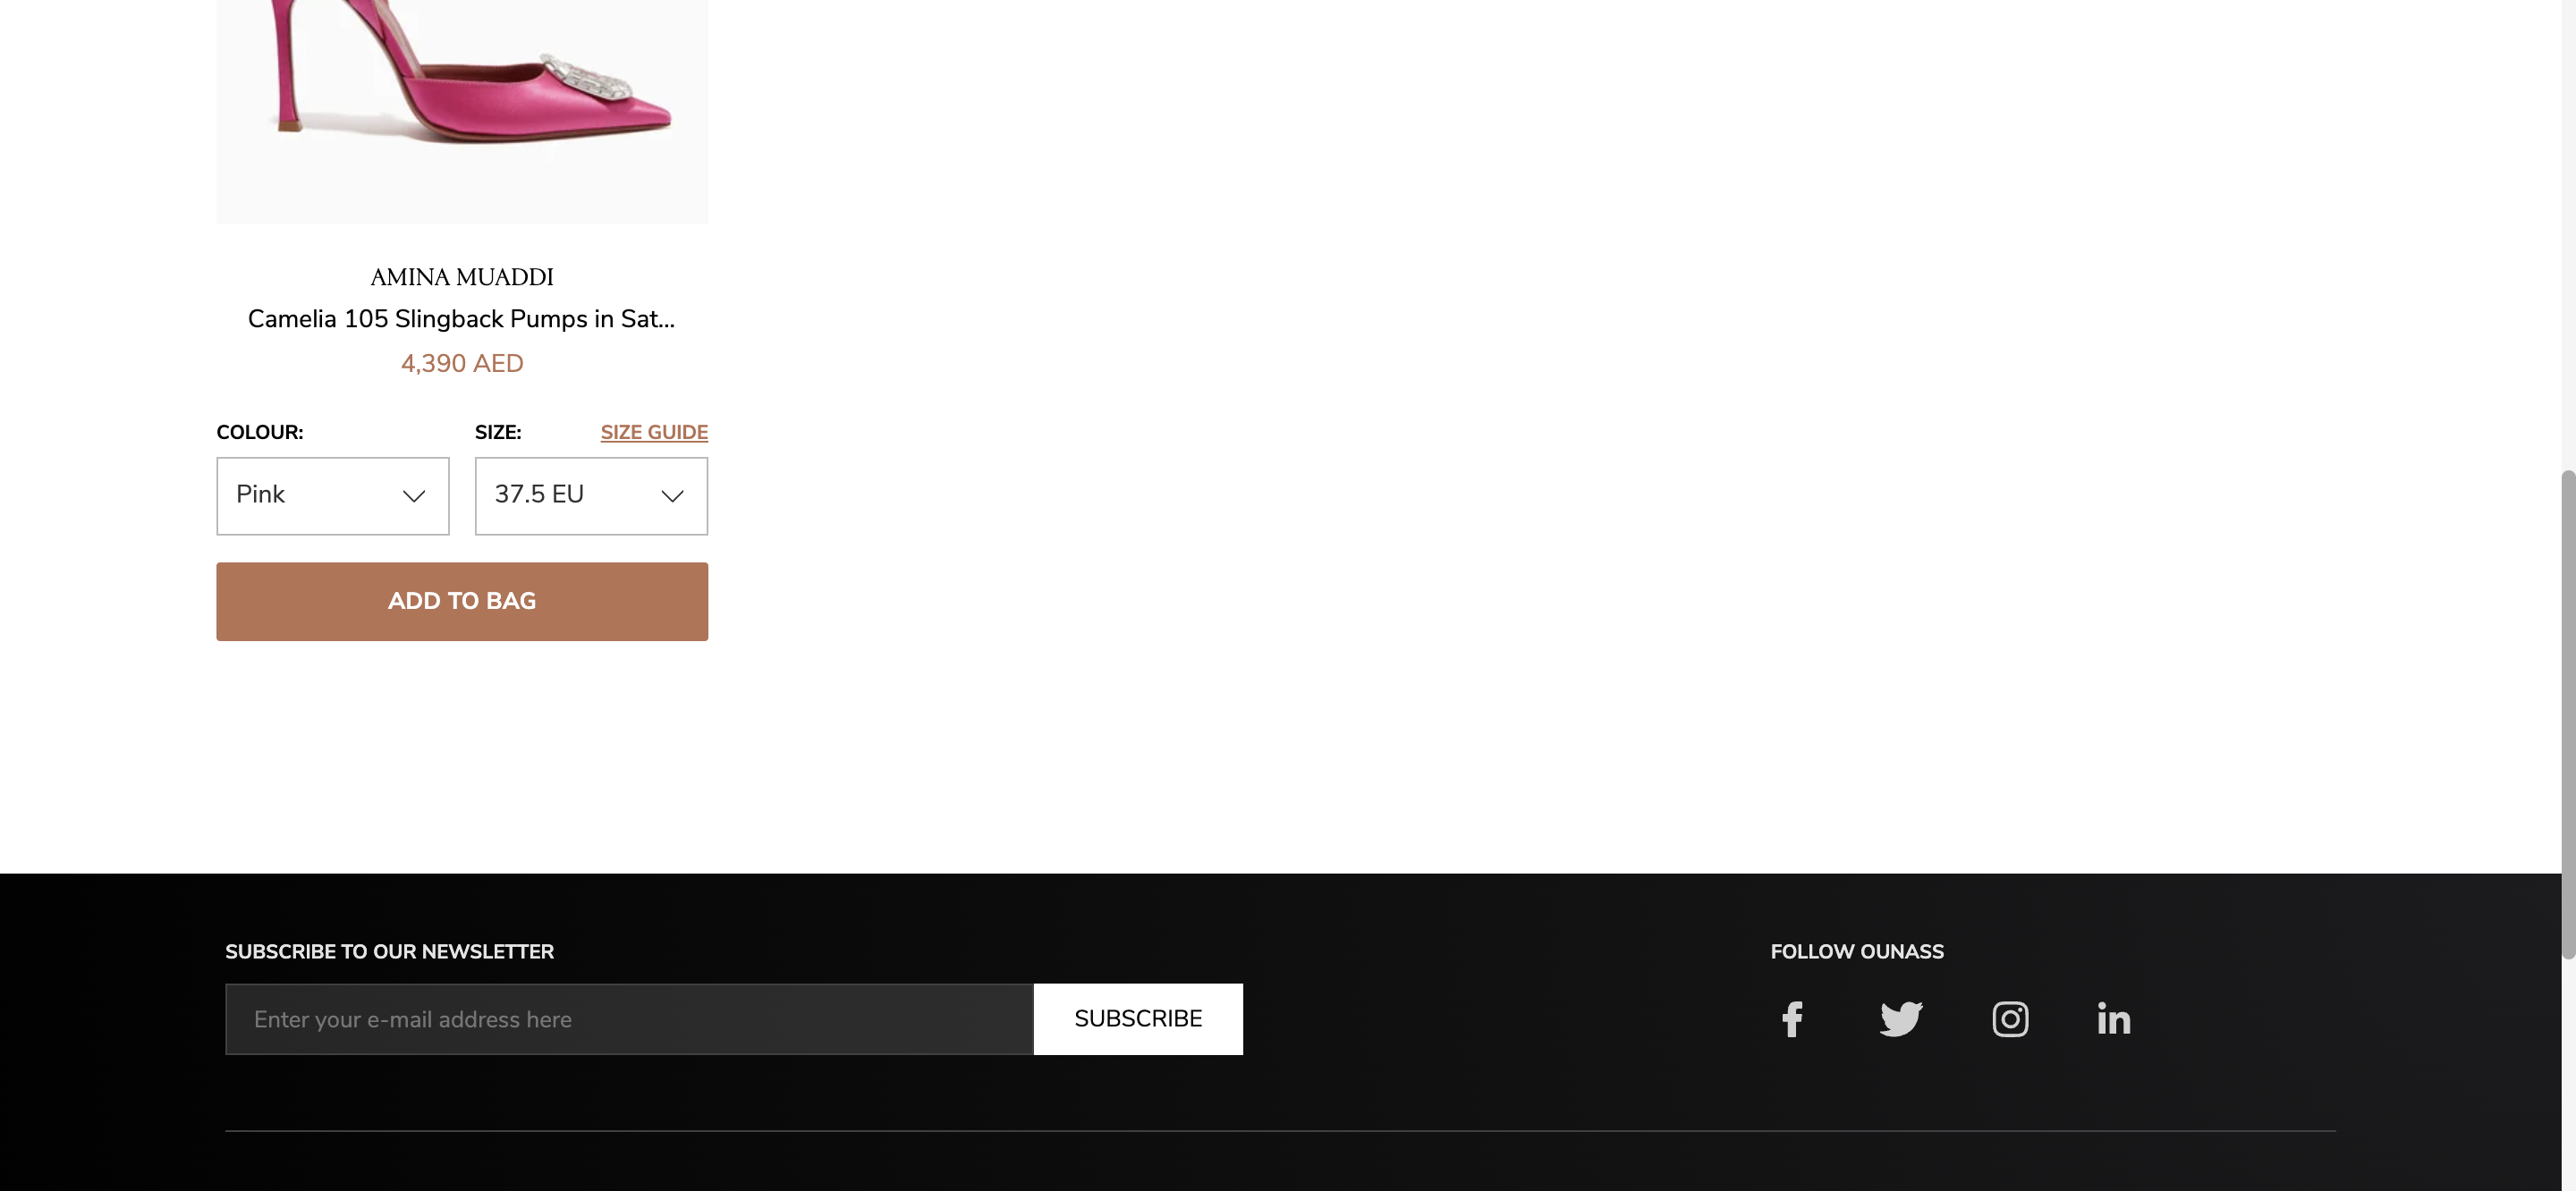 AMINA MUADDI
Camelia 105 Slingback Pumps in Sat...
4,390 AED
COLOUR:
SIZE:
SIZE GUIDE
Pink
37.5 EU
ADD TO BAG
SUBSCRIBE TO OUR NEWSLETTER
Enter your e-mail address here
SUBSCRIBE
FOLLOW OUNASS